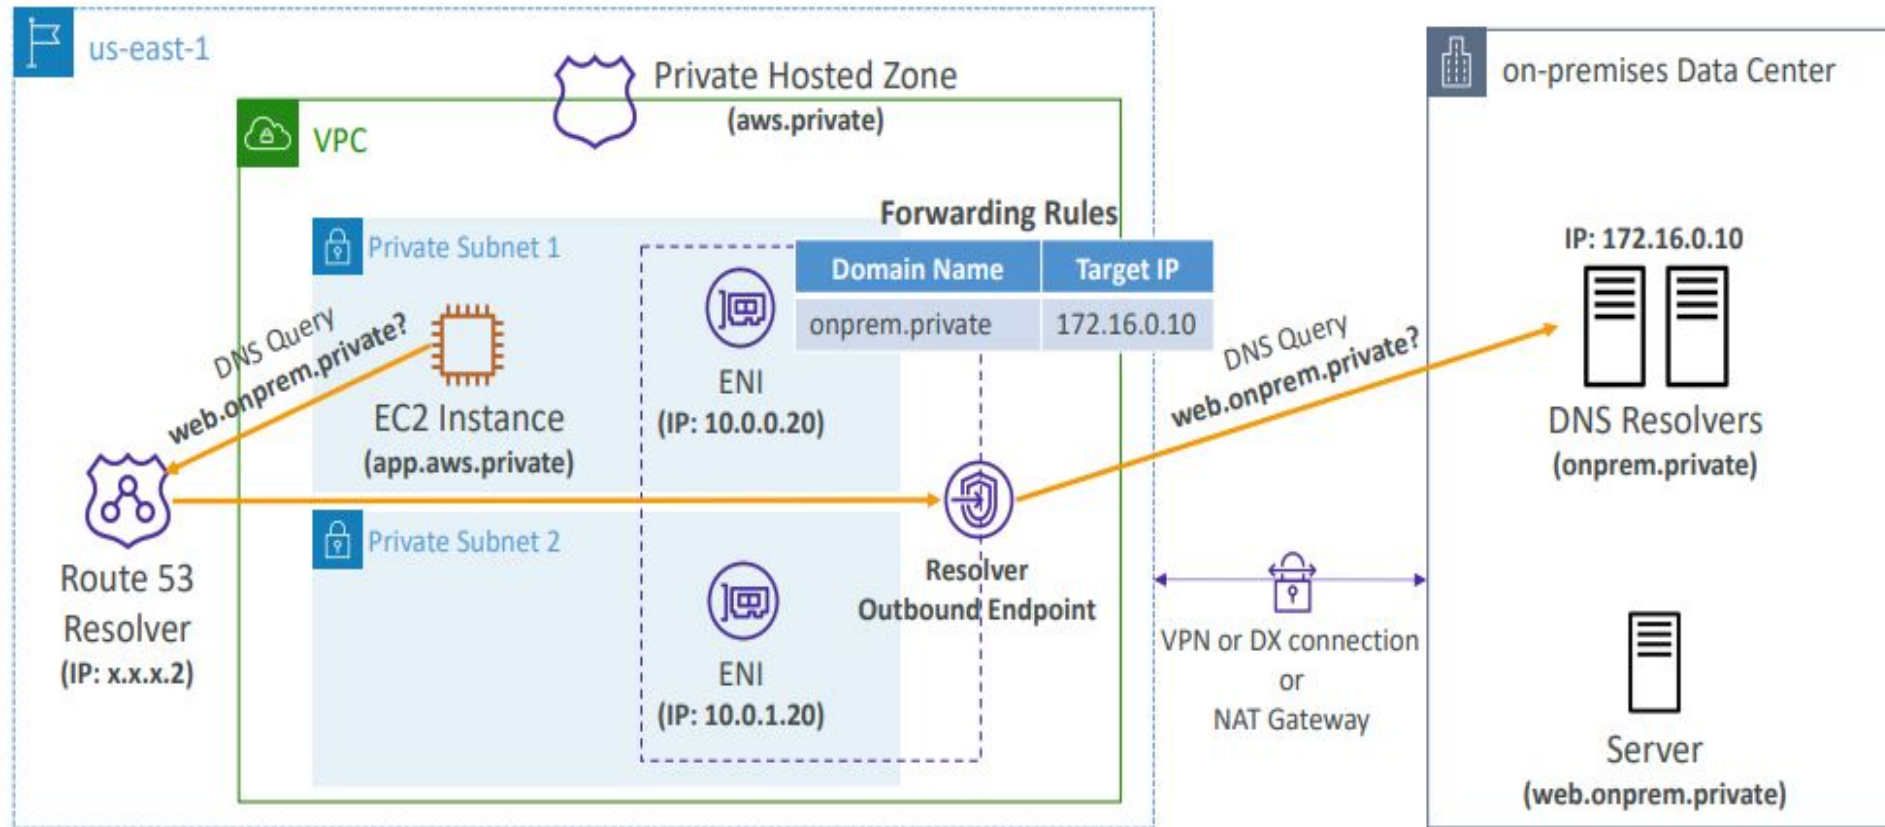 us-east-1
Private Hosted Zone
(aws.private)
on-premises Data Center
VPC
Forwarding Rules
Domain Name Target IP
onprem.private 172.16.0.10
Private Subnet 1
DNS Query
web.onprem.private?
EC2 Instance
(app.aws.private)
ENI
(IP: 10.0.0.20)
DNS Query
web.onprem.private?
IP: 172.16.0.10
DNS Resolvers
(onprem.private)
Route 53
Resolver
(IP: x.x.x.2)
Private Subnet 2
ENI
(IP: 10.0.1.20)
Resolver
Outbound Endpoint
VPN or DX connection
or
NAT Gateway
Server
(web.onprem.private)